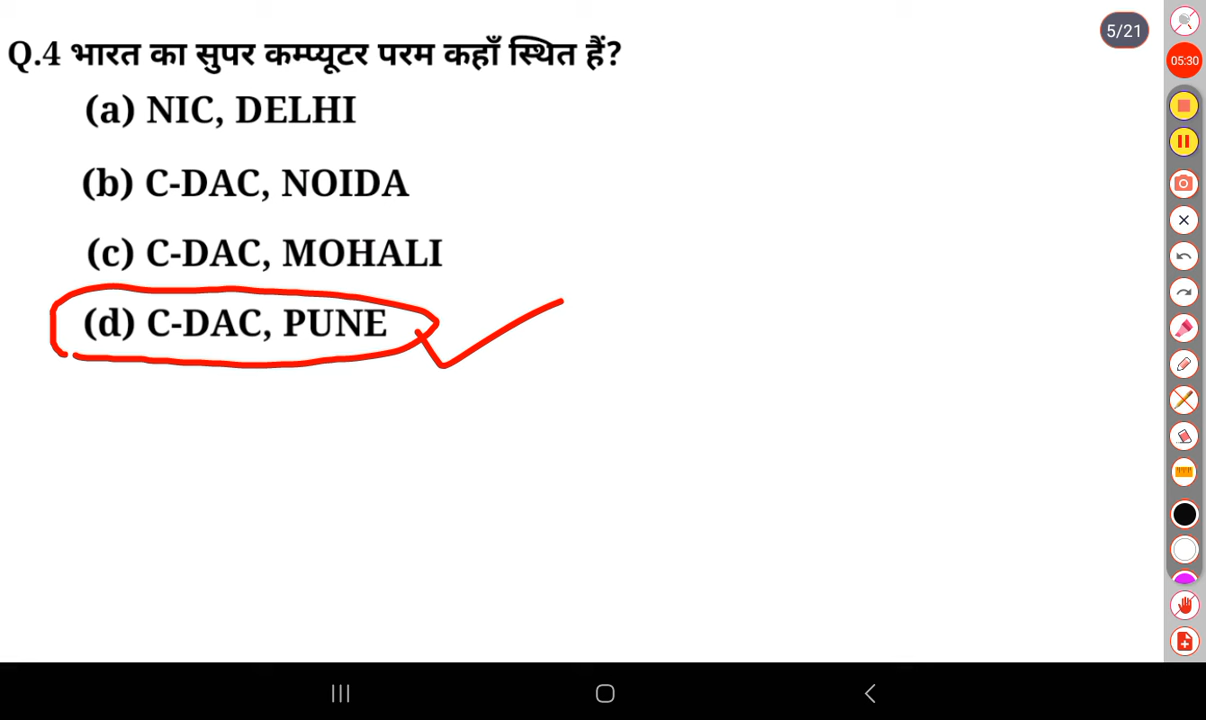 5/21
Q.4 भारत का सुपर कम्प्यूटर परम कहाँ स्थित हैं?
05:30
(a) NIC, DELHI
(b) C-DAC, NOIDA
(c) C-DAC, MOHALI
(d) C-DAC, PUNE